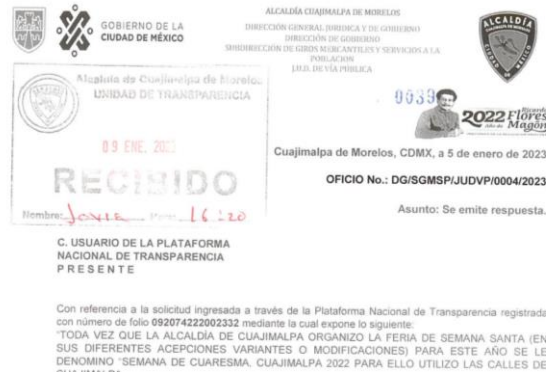 GOBIERNO DE LA
CIUDAD DE MÉXICO
ALCALDÍA CUAJIMALPA DE MORELOS
DIRECCIÓN GENERAL JURIDICA Y DE GOBIERNO
DIRECCIÓN DE GOBIERNO
SUBDIRECCIÓN DE GIROS MERCANTILES Y SERVICIOS A LA
POBLACION
J.U.D. DE VÍA PÚBLICA
ALCALDÍA
0039
2022 Ricardo Flores Magón
Año de
Alcaldía de Cuajimalpa de Morelos
UNIDAD DE TRANSPARENCIA
09 ENE. 2023
RECIBIDO
Nombre: 16:20
Cuajimalpa de Morelos, CDMX, a 5 de enero de 2023
OFICIO No.: DG/SGMSP/JUDVP/0004/2023
Asunto: Se emite respuesta.
C. USUARIO DE LA PLATAFORMA
NACIONAL DE TRANSPARENCIA
P R E S E N T E
Con referencia a la solicitud ingresada a través de la Plataforma Nacional de Transparencia registrada
con número de folio 092074222002332 mediante la cual expone lo siguiente:
"TODA VEZ QUE LA ALCALDÍA DE CUAJIMALPA ORGANIZO LA FERIA DE SEMANA SANTA (EN
SUS DIFERENTES ACEPCIONES VARIANTES O MODIFICACIONES) PARA ESTE AÑO SE LE
DENOMINO "SEMANA DE CUARESMA, CUAJIMALPA 2022 PARA ELLO UTILIZO LAS CALLES DE